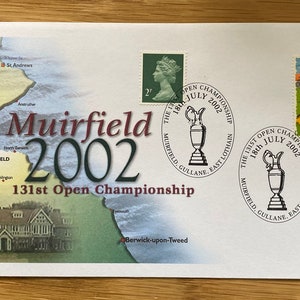 St. Andrews
Muirfield
2002
131st Open Championship
Berwick-upon-Tweed
2P
THE 131ST OPEN CHAMPIONSHIP
18th JULY 2002
MUIRFIELD, GULLANE, EAST LOTHIAN
THE 131ST OPEN CHAMPIONSHIP
18th JULY 2002
MUIRFIELD, GULLANE, EAST LOTHIAN